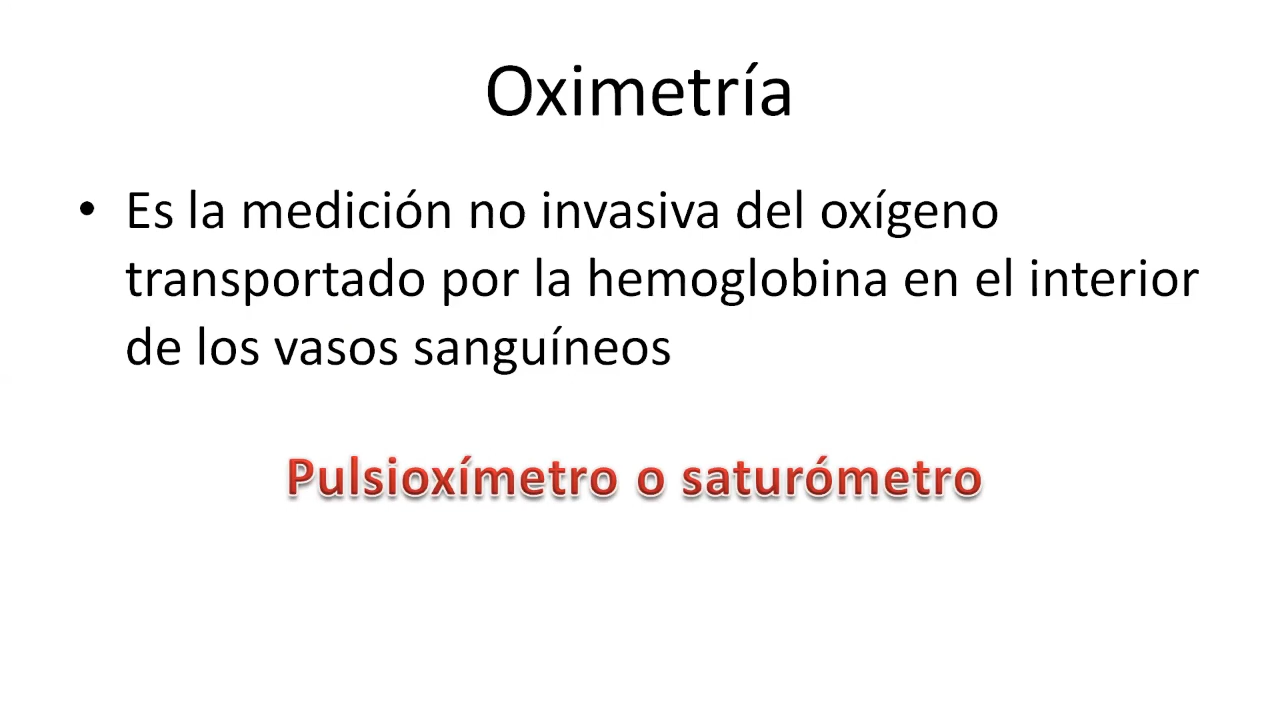 Oximetría
• Es la medición no invasiva del oxígeno
transportado por la hemoglobina en el interior
de los vasos sanguíneos
Pulsioxímetro o saturómetro